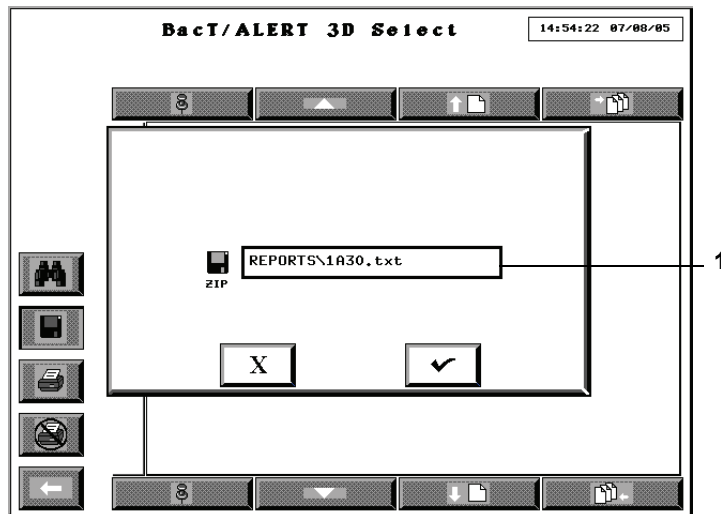 BacT/ALERT 3D Select
14:54:22 07/08/05
REPORTS\1A30.txt
1
ZIP
X